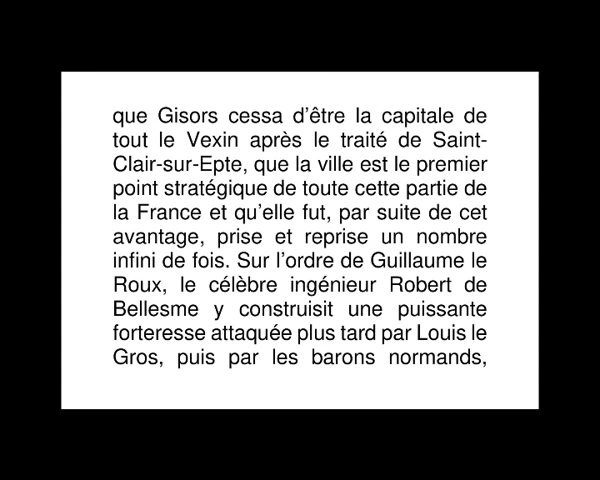 que Gisors cessa d'être la capitale de
tout le Vexin après le traité de Saint-
Clair-sur-Epte, que la ville est le premier
point stratégique de toute cette partie de
la France et qu'elle fut, par suite de cet
avantage, prise et reprise un nombre
infini de fois. Sur l'ordre de Guillaume le
Roux, le célèbre ingénieur Robert de
Bellesme y construisit une puissante
forteresse attaquée plus tard par Louis le
Gros, puis par les barons normands,